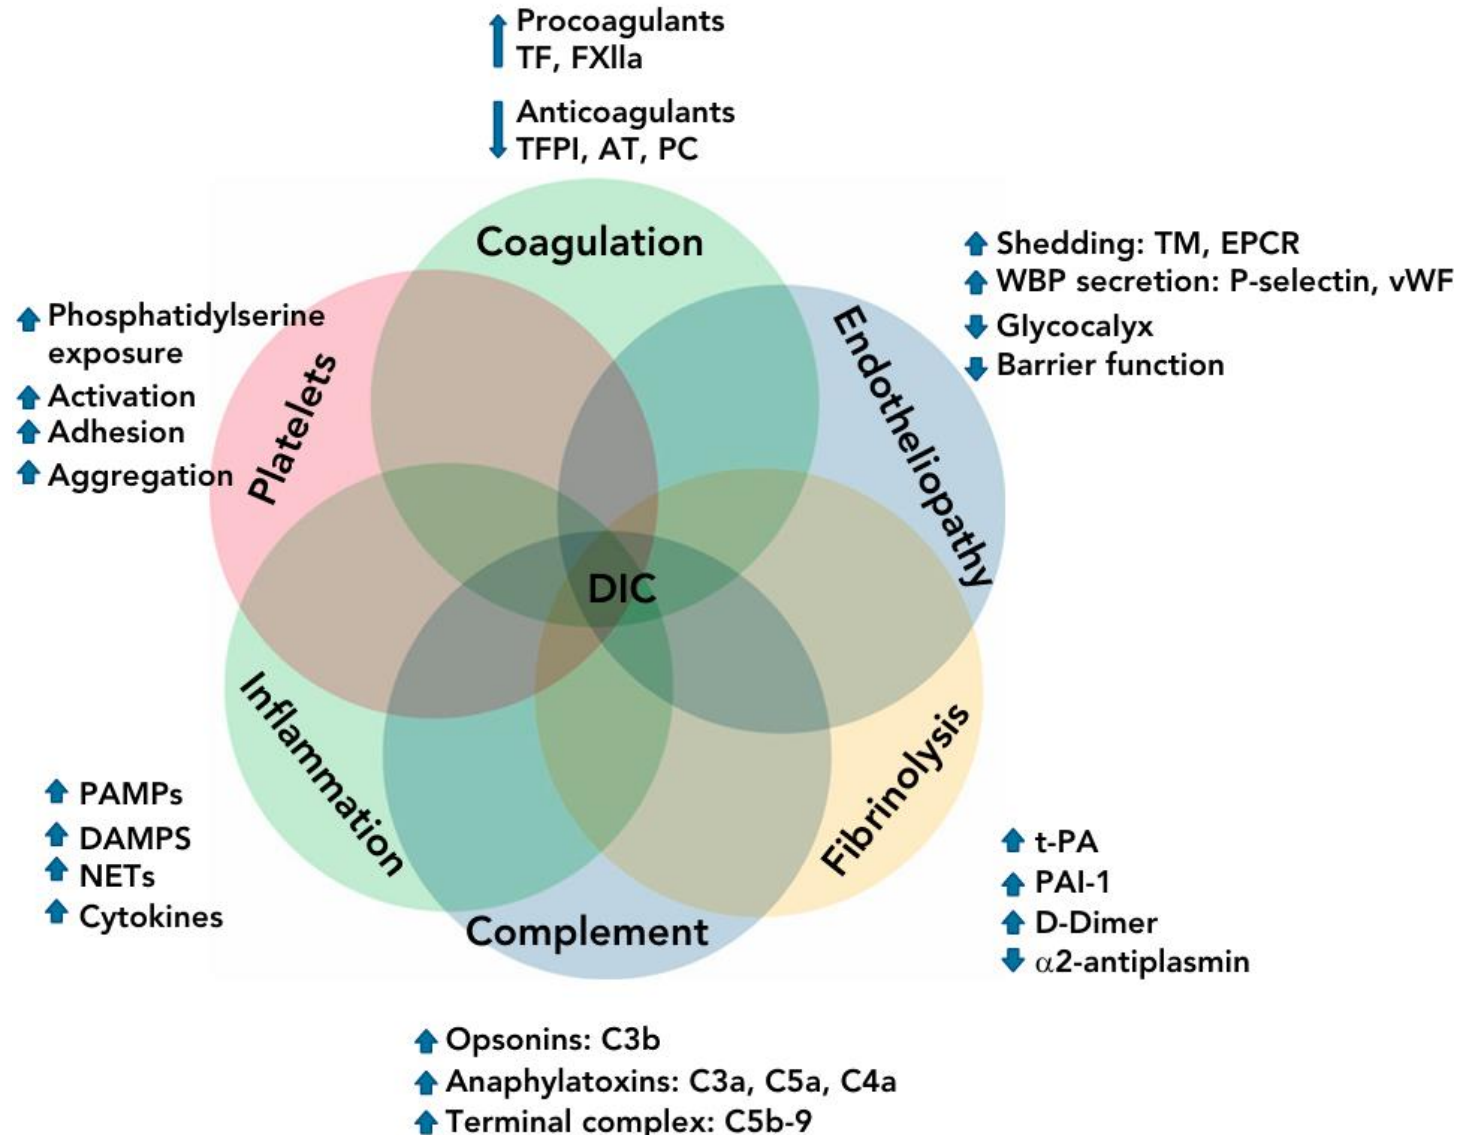 Procoagulants
TF, FXlla
Anticoagulants
TFPI, AT, PC
Coagulation
Shedding: TM, EPCR
WBP secretion: P-selectin, vWF
Glycocalyx
Barrier function
Endotheliopathy
Phosphatidylserine
exposure
Activation
Adhesion
Aggregation
Platelets
DIC
Inflammation
PAMPs
DAMPS
NETs
Cytokines
Fibrinolysis
t-PA
PAI-1
D-Dimer
α2-antiplasmin
Complement
Opsonins: C3b
Anaphylatoxins: C3a, C5a, C4a
Terminal complex: C5b-9